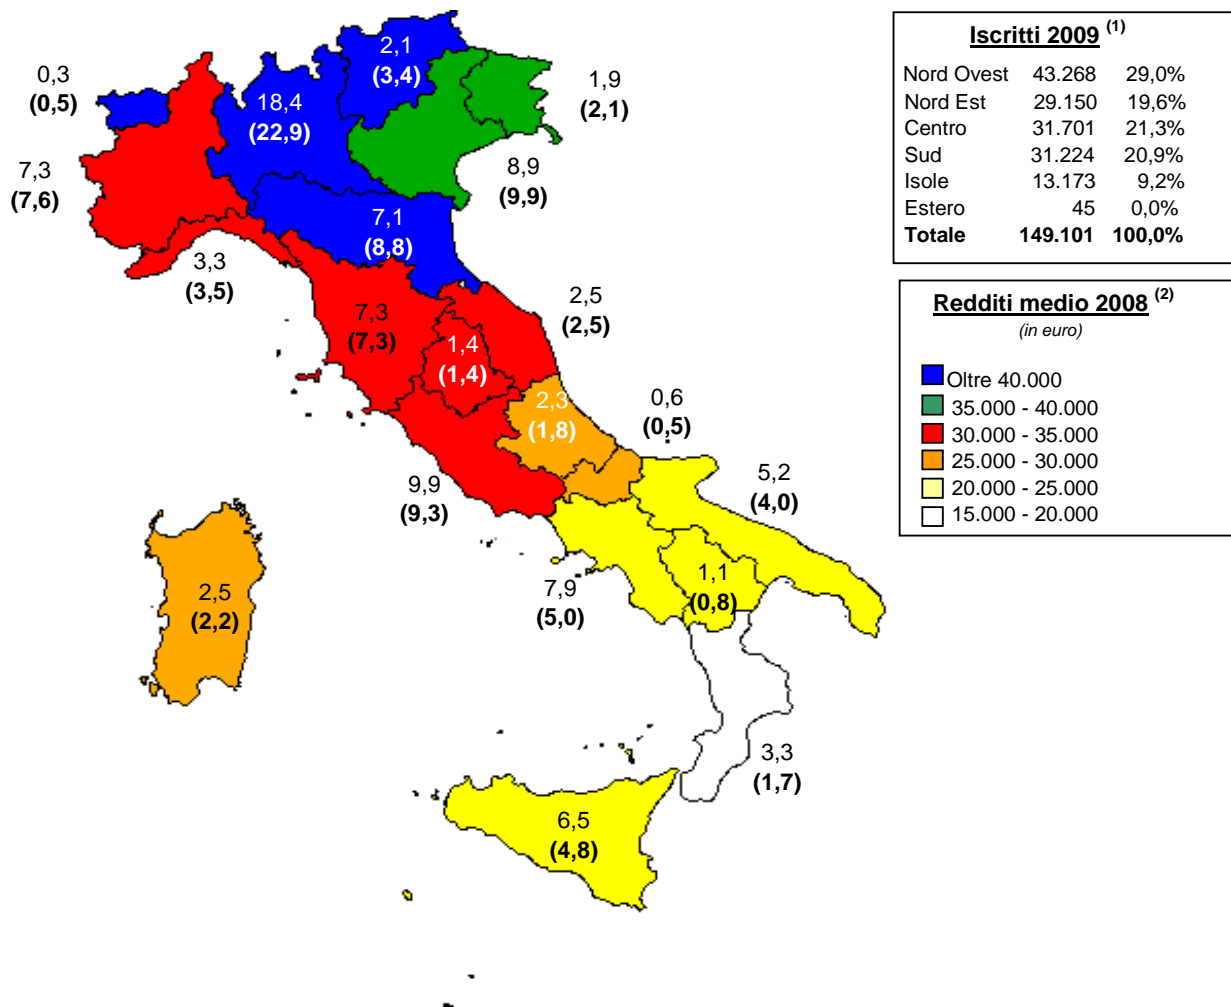 2,1
(3,4)
0,3
(0,5)
18,4
(22,9)
1,9
(2,1)
7,3
(7,6)
8,9
(9,9)
7,1
(8,8)
3,3
(3,5)
7,3
(7,3)
2,5
(2,5)
1,4
(1,4)
2,3
(1,8)
0,6
(0,5)
9,9
(9,3)
5,2
(4,0)
7,9
(5,0)
1,1
(0,8)
2,5
(2,2)
3,3
(1,7)
6,5
(4,8)
Iscritti 2009 (1)
Nord Ovest 43.268 29,0%
Nord Est 29.150 19,6%
Centro 31.701 21,3%
Sud 31.224 20,9%
Isole 13.173 9,2%
Estero 45 0,0%
Totale 149.101 100,0%
Redditi medio 2008 (2)
(in euro)
Oltre 40.000
35.000 - 40.000
30.000 - 35.000
25.000 - 30.000
20.000 - 25.000
15.000 - 20.000